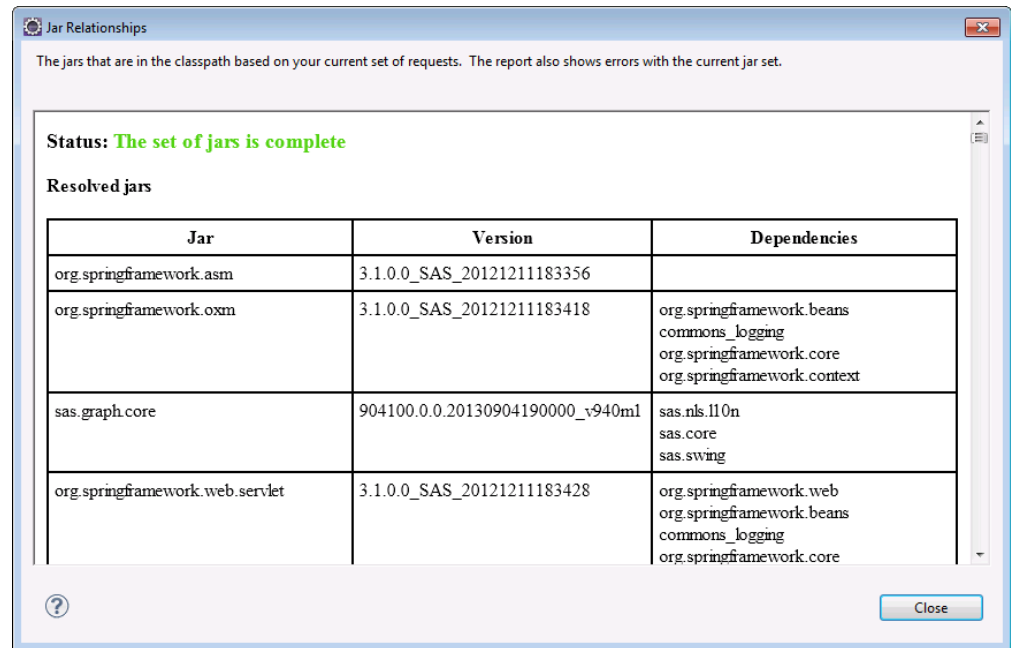 Jar Relationships
The jars that are in the classpath based on your current set of requests.  The report also shows errors with the current jar set.
Status: The set of jars is complete
Resolved jars
Jar Version Dependencies
org.springframework.asm 3.1.0.0_SAS_20121211183356
org.springframework.oxm 3.1.0.0_SAS_20121211183418 org.springframework.beans
commons_logging
org.springframework.core
org.springframework.context
sas.graph.core 904100.0.0.20130904190000_v940m1 sas.nls.l10n
sas.core
sas.swing
org.springframework.web.servlet 3.1.0.0_SAS_20121211183428 org.springframework.web
org.springframework.beans
commons_logging
org.springframework.core
?
Close